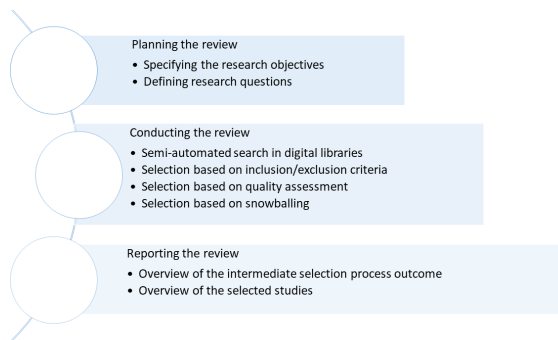 Planning the review
• Specifying the research objectives
• Defining research questions
Conducting the review
• Semi-automated search in digital libraries
• Selection based on inclusion/exclusion criteria
• Selection based on quality assessment
• Selection based on snowballing
Reporting the review
• Overview of the intermediate selection process outcome
• Overview of the selected studies